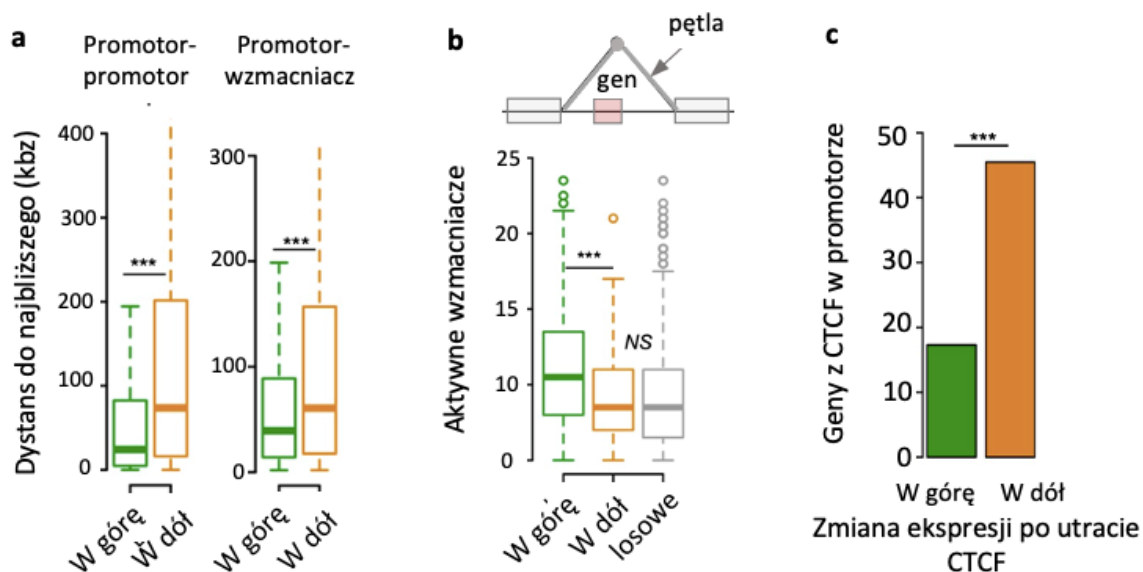 a
Promotor-
promotor
Promotor-
wzmacniacz
Dystans do najbliższego (kbz)
400
300
200
100
0
***
W górę
W dół
300
200
100
0
***
W górę
W dół
b
pętla
gen
Aktywne wzmacniacze
25
20
15
10
0
***
NS
W górę
W dół
losowe
c
Geny z CTCF w promotorze
50
40
30
20
10
0
***
W górę W dół
Zmiana ekspresji po utracie
CTCF